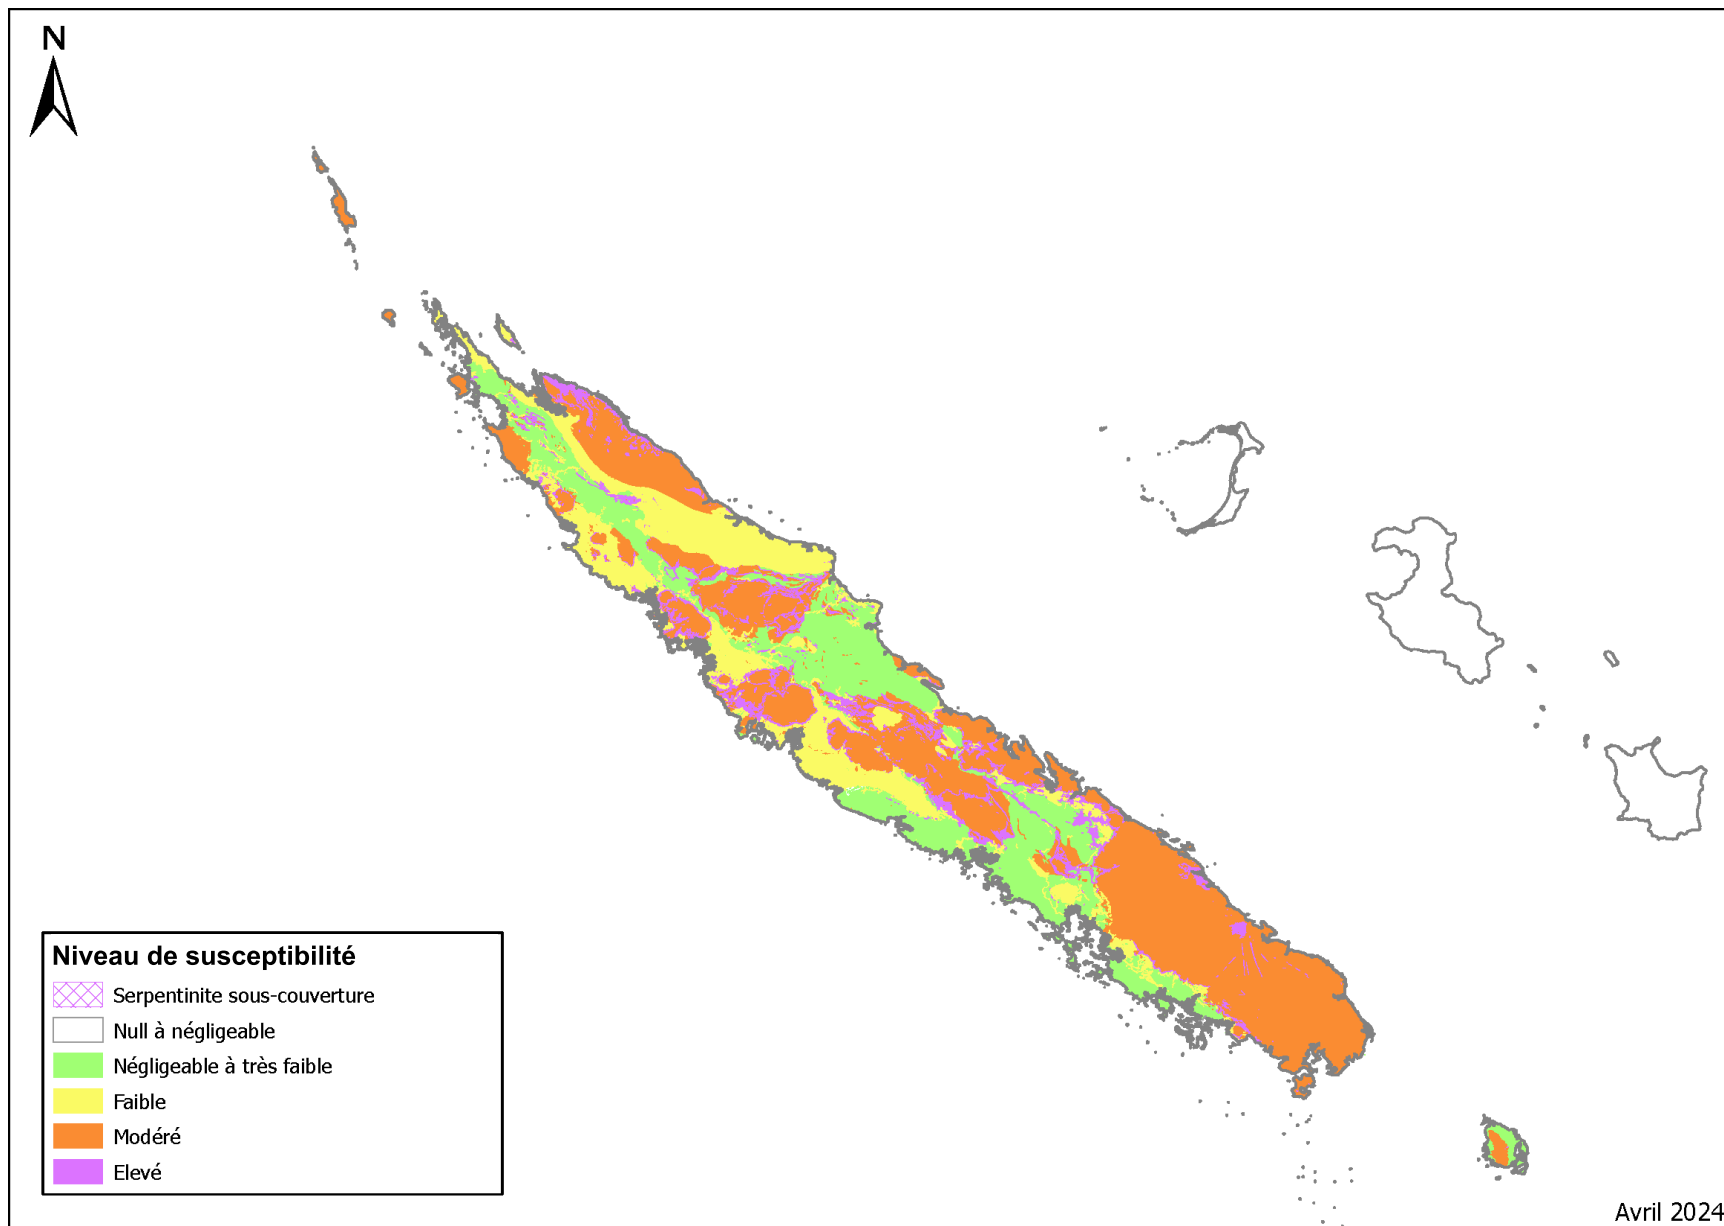 N
Niveau de susceptibilité
Serpentinite sous-couverture
Null à négligeable
Négligeable à très faible
Faible
Modéré
Elevé
Avril 2024